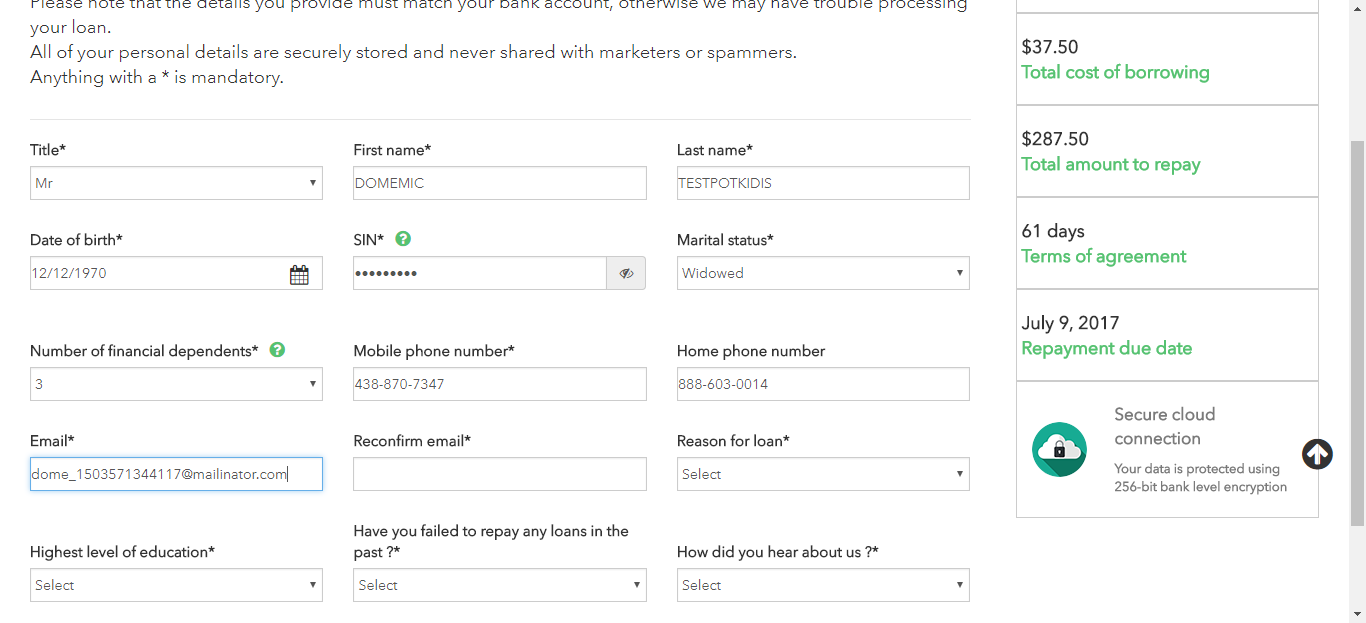 Please note that the details you provide must match your bank account, otherwise we may have trouble processing
your loan.
All of your personal details are securely stored and never shared with marketers or spammers.
Anything with a * is mandatory.
Title*
First name*
Last name*
Mr
DOMEMIC
TESTPOTKIDIS
Date of birth*
SIN* ?
Marital status*
12/12/1970
•••••••••
Widowed
Number of financial dependents* ?
Mobile phone number*
Home phone number
3
438-870-7347
888-603-0014
Email*
Reconfirm email*
Reason for loan*
dome_1503571344117@mailinator.com
Select
Highest level of education*
Have you failed to repay any loans in the
past ?*
How did you hear about us ?*
Select
Select
Select
$37.50
Total cost of borrowing
$287.50
Total amount to repay
61 days
Terms of agreement
July 9, 2017
Repayment due date
Secure cloud
connection
Your data is protected using
256-bit bank level encryption